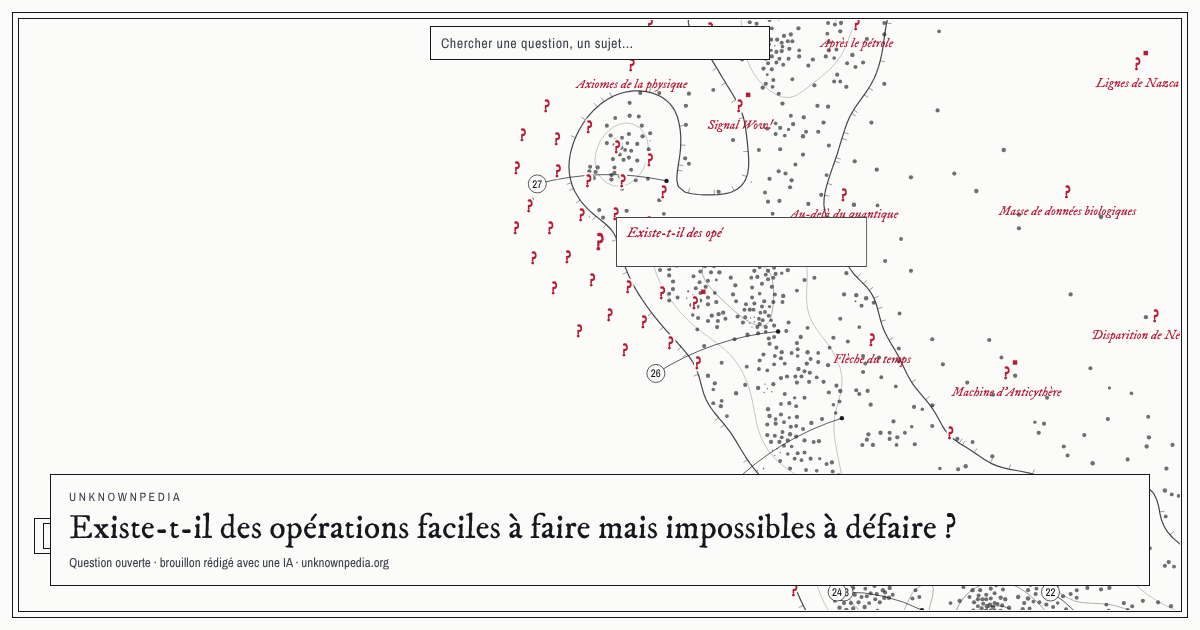 Chercher une question, un sujet…
Après le pétrole
Lignes de Nazca
Axiomes de la physique
Signal Wow!
27
Masse de données biologiques
Au-delà du quantique
Existe-t-il des opé
Disparition de Ne
Flèche du temps
26
Machine d'Anticythère
UNKNOWNPEDIA
Existe-t-il des opérations faciles à faire mais impossibles à défaire ?
Question ouverte · brouillon rédigé avec une IA · unknownpedia.org
24
22